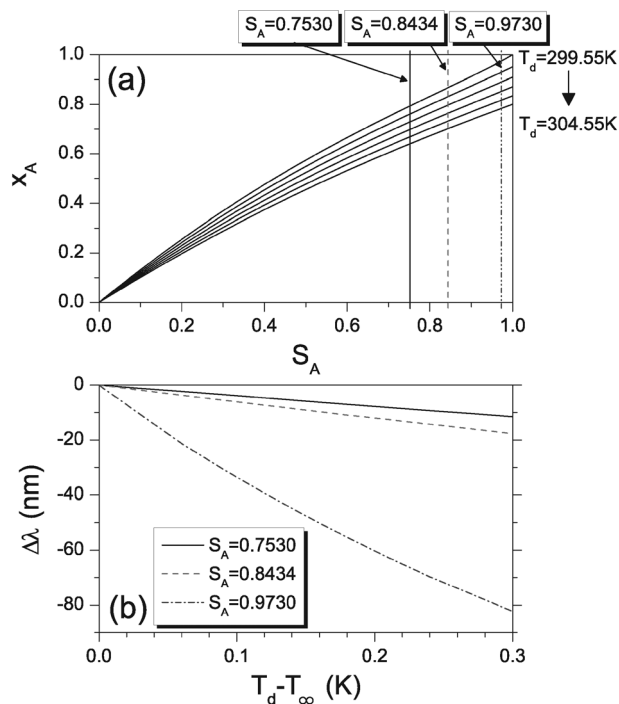 S_A=0.7530 S_A=0.8434 S_A=0.9730
(a)
T_d=299.55K
T_d=304.55K
1.0
0.8
0.6
0.4
0.2
0.0
x_A
0.0 0.2 0.4 0.6 0.8 1.0
S_A
0
-20
-40
-60
-80
Δλ (nm)
S_A=0.7530
S_A=0.8434
S_A=0.9730
(b)
0.0 0.1 0.2 0.3
T_d-T_∞ (K)